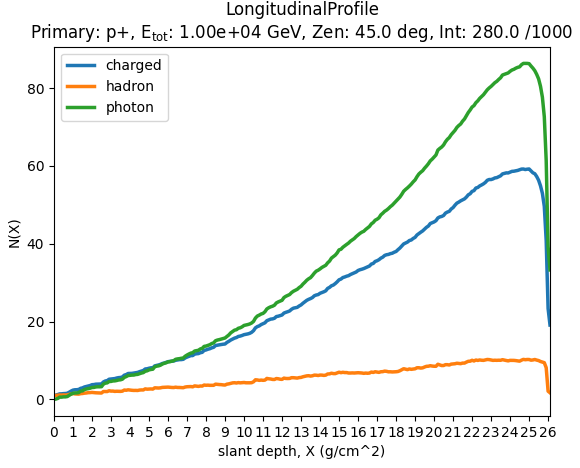 LongitudinalProfile
Primary: p+, E_tot: 1.00e+04 GeV, Zen: 45.0 deg, Int: 280.0 /1000
charged
hadron
photon
N(X)
80
60
40
20
0
0 1 2 3 4 5 6 7 8 9 10 11 12 13 14 15 16 17 18 19 20 21 22 23 24 25 26
slant depth, X (g/cm^2)